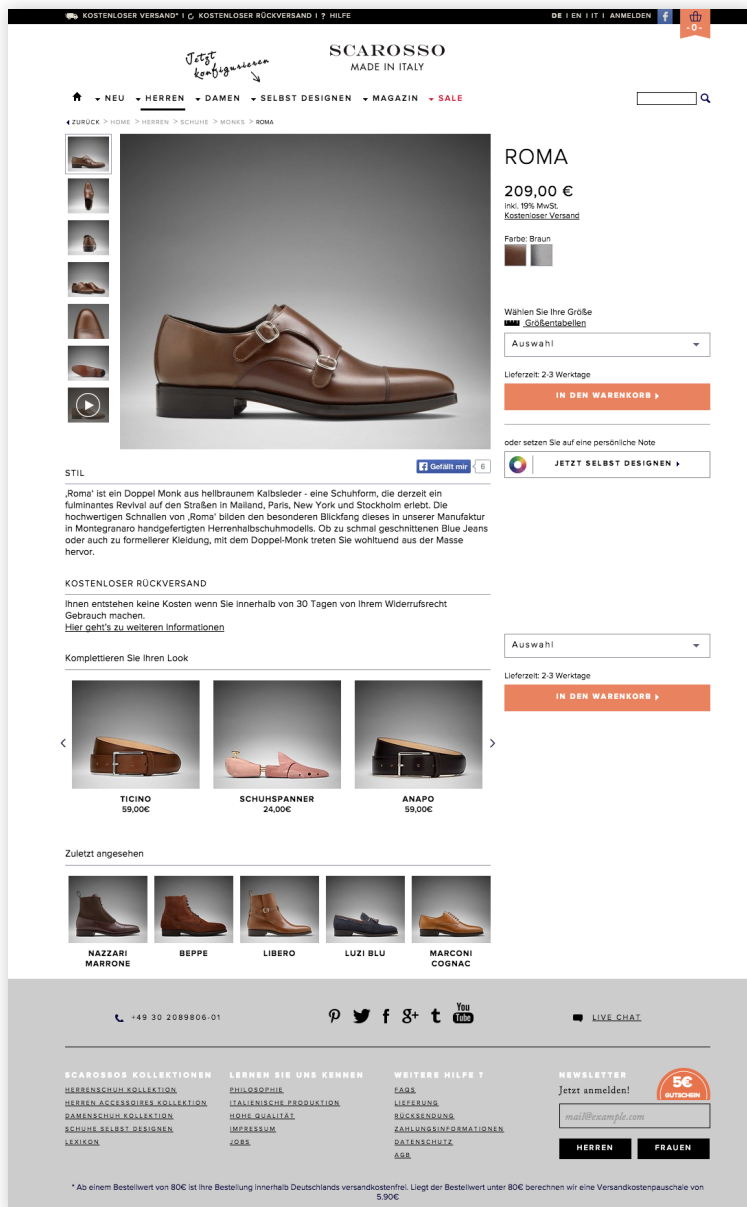 KOSTENLOSER VERSAND* I KOSTENLOSER RÜCKVERSAND I ? HILFE
DE I EN I IT I ANMELDEN f
-0-
Jetzt
konfigurieren
SCAROSSO
MADE IN ITALY
NEU HERREN DAMEN SELBST DESIGNEN MAGAZIN SALE
ZURÜCK > HOME > HERREN > SCHUHE > MONKS > ROMA
ROMA
209,00 €
inkl. 19% MwSt.
Kostenloser Versand
Farbe: Braun
Wählen Sie Ihre Größe
Größentabellen
Auswahl
Lieferzeit: 2-3 Werktage
IN DEN WARENKORB
oder setzen Sie auf eine persönliche Note
JETZT SELBST DESIGNEN
Gefällt mir 6
STIL
‚Roma' ist ein Doppel Monk aus hellbraunem Kalbsleder - eine Schuhform, die derzeit ein
fulminantes Revival auf den Straßen in Mailand, Paris, New York und Stockholm erlebt. Die
hochwertigen Schnallen von ‚Roma' bilden den besonderen Blickfang dieses in unserer Manufaktur
in Montegranaro handgefertigten Herrenhalbschuhmodells. Ob zu schmal geschnittenen Blue Jeans
oder auch zu formellerer Kleidung, mit dem Doppel-Monk treten Sie wohltuend aus der Masse
hervor.
KOSTENLOSER RÜCKVERSAND
Ihnen entstehen keine Kosten wenn Sie innerhalb von 30 Tagen von Ihrem Widerrufsrecht
Gebrauch machen.
Hier geht's zu weiteren Informationen
Auswahl
Lieferzeit: 2-3 Werktage
IN DEN WARENKORB
Komplettieren Sie Ihren Look
TICINO
59,00€
SCHUHSPANNER
24,00€
ANAPO
59,00€
Zuletzt angesehen
NAZZARI
MARRONE
BEPPE
LIBERO
LUZI BLU
MARCONI
COGNAC
+49 30 2089806-01
f g+ t You Tube
LIVE CHAT
SCAROSSOS KOLLEKTIONEN
HERRENSCHUH KOLLEKTION
HERREN ACCESSOIRES KOLLEKTION
DAMENSCHUH KOLLEKTION
SCHUHE SELBST DESIGNEN
LEXIKON
LERNEN SIE UNS KENNEN
PHILOSOPHIE
ITALIENISCHE PRODUKTION
HOHE QUALITÄT
IMPRESSUM
JOBS
WEITERE HILFE ?
FAQS
LIEFERUNG
RÜCKSENDUNG
ZAHLUNGSINFORMATIONEN
DATENSCHUTZ
AGB
NEWSLETTER
Jetzt anmelden!
5€
GUTSCHEIN
mail@example.com
HERREN
FRAUEN
* Ab einem Bestellwert von 80€ ist Ihre Bestellung innerhalb Deutschlands versandkostenfrei. Liegt der Bestellwert unter 80€ berechnen wir eine Versandkostenpauschale von
5.90€